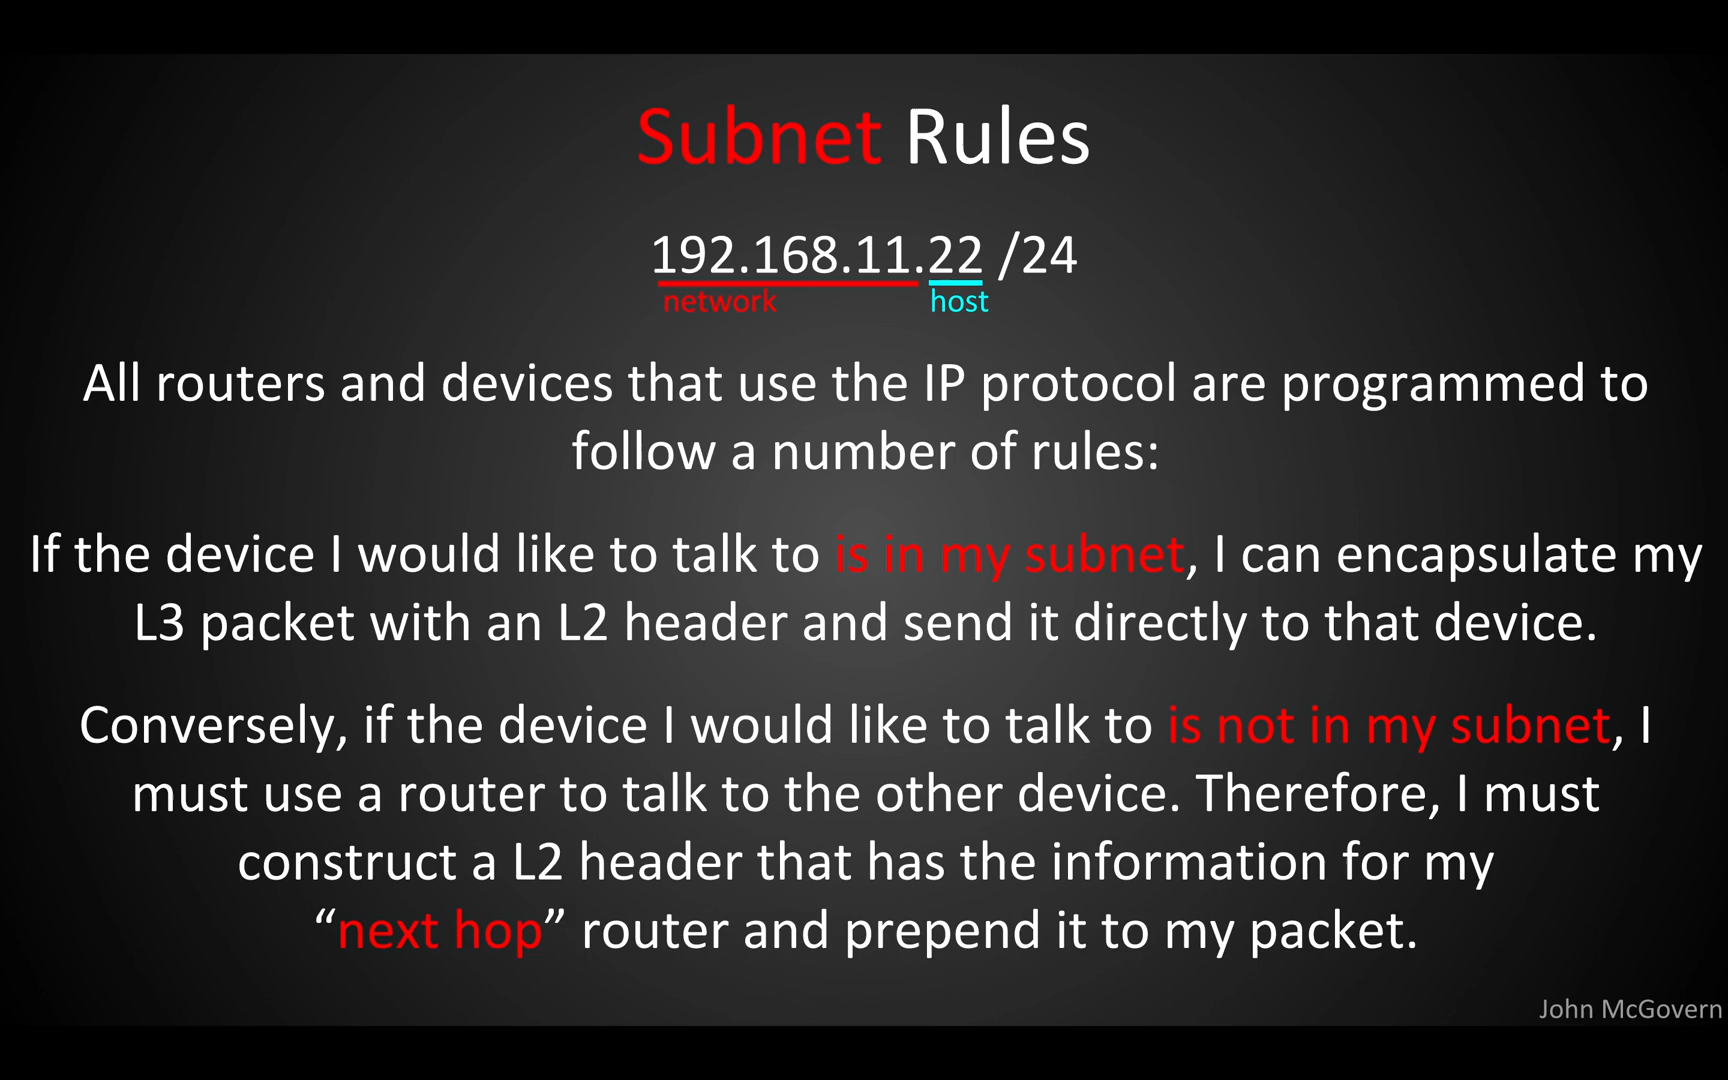 Subnet Rules
192.168.11.22 /24
network host
All routers and devices that use the IP protocol are programmed to
follow a number of rules:
If the device I would like to talk to is in my subnet, I can encapsulate my
L3 packet with an L2 header and send it directly to that device.
Conversely, if the device I would like to talk to is not in my subnet, I
must use a router to talk to the other device. Therefore, I must
construct a L2 header that has the information for my
“next hop” router and prepend it to my packet.
John McGovern